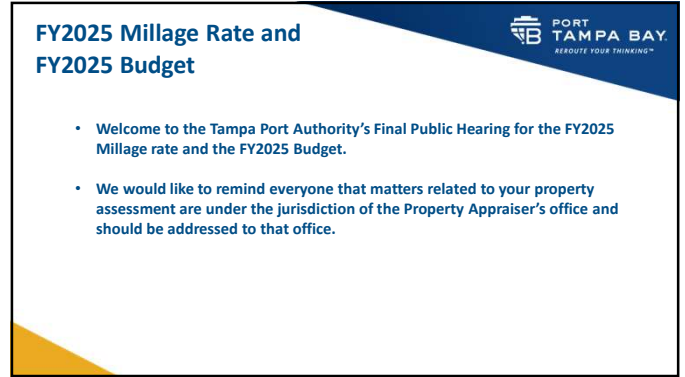 FY2025 Millage Rate and
FY2025 Budget
PORT
TAMPA BAY.
REROUTE YOUR THINKING™
• Welcome to the Tampa Port Authority's Final Public Hearing for the FY2025
Millage rate and the FY2025 Budget.
• We would like to remind everyone that matters related to your property
assessment are under the jurisdiction of the Property Appraiser's office and
should be addressed to that office.